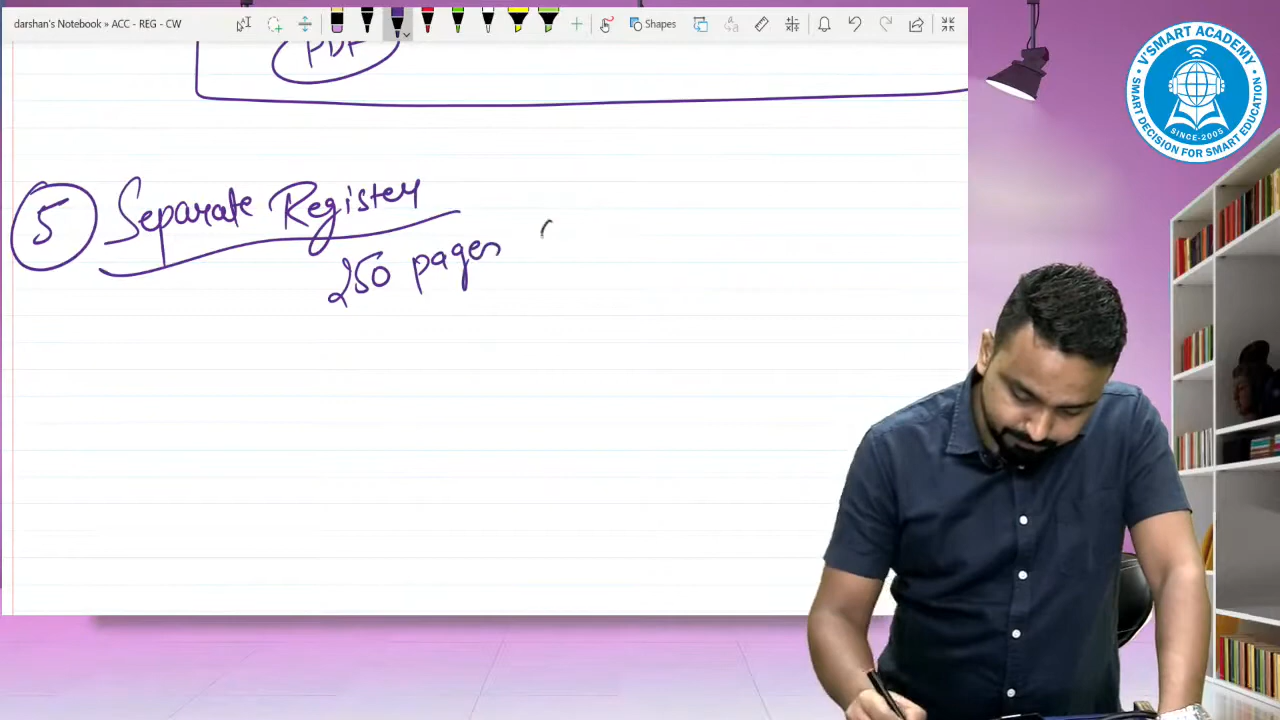 darshan's Notebook » ACC - REG - CW
Shapes
PDF
5 Separate Register
250 pages (
V'SMART ACADEMY
SINCE-2005
SMART DECISION FOR SMART EDUCATION